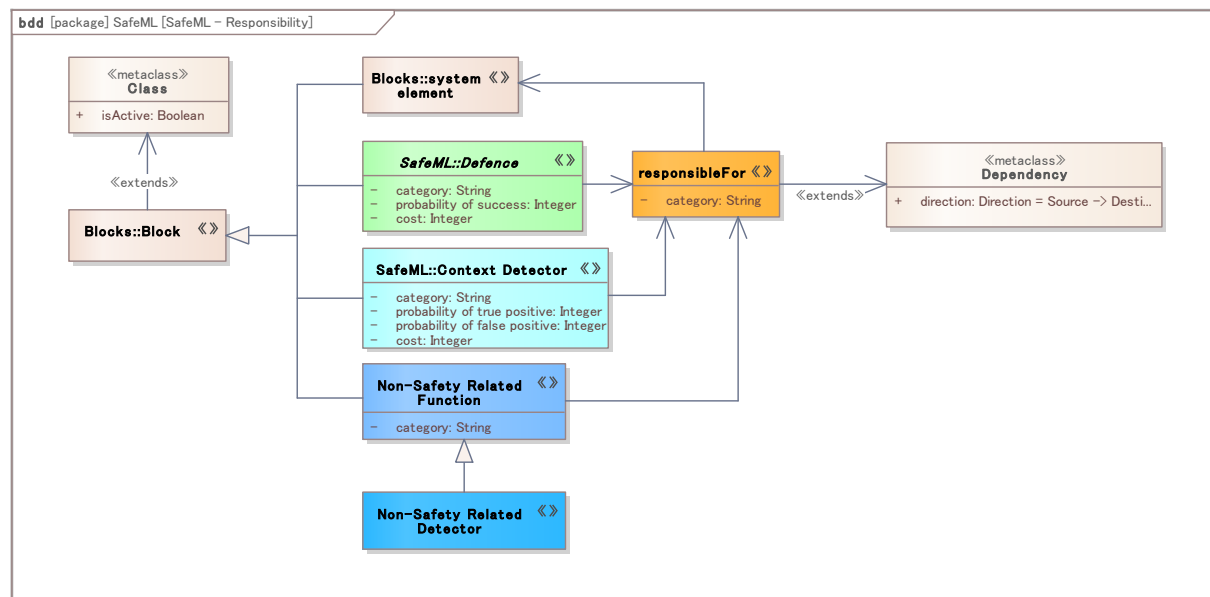 bdd [package] SafeML [SafeML - Responsibility]
«metaclass»
Class
+ isActive: Boolean
«extends»
Blocks::Block «»
Blocks::system «»
element
SafeML::Defence «»
- category: String
- probability of success: Integer
- cost: Integer
SafeML::Context Detector «»
- category: String
- probability of true positive: Integer
- probability of false positive: Integer
- cost: Integer
Non-Safety Related «»
Function
- category: String
Non-Safety Related «»
Detector
responsibleFor «»
- category: String
«extends»
«metaclass»
Dependency
+ direction: Direction = Source -> Desti...